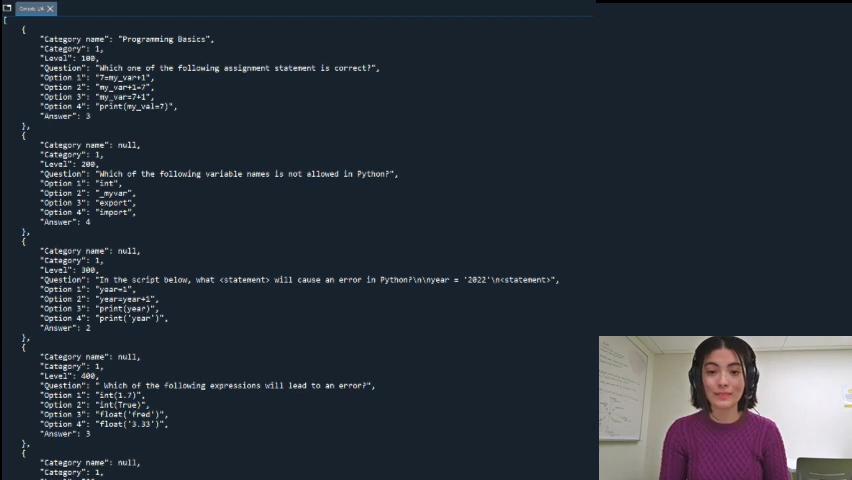 Console 1/A
[
{
"Category name": "Programming Basics",
"Category": 1,
"Level": 100,
"Question": "Which one of the following assignment statement is correct?",
"Option 1": "7=my_var+1",
"Option 2": "my_var+1=7",
"Option 3": "my_var=7+1",
"Option 4": "print(my_val=7)",
"Answer": 3
},
{
"Category name": null,
"Category": 1,
"Level": 200,
"Question": "Which of the following variable names is not allowed in Python?",
"Option 1": "int",
"Option 2": "_myvar",
"Option 3": "export",
"Option 4": "import",
"Answer": 4
},
{
"Category name": null,
"Category": 1,
"Level": 300,
"Question": "In the script below, what <statement> will cause an error in Python?\n\nyear = '2022'\n<statement>",
"Option 1": "year=1",
"Option 2": "year=year+1",
"Option 3": "print(year)",
"Option 4": "print('year')",
"Answer": 2
},
{
"Category name": null,
"Category": 1,
"Level": 400,
"Question": " Which of the following expressions will lead to an error?",
"Option 1": "int(1.7)",
"Option 2": "int(True)",
"Option 3": "float('fred')",
"Option 4": "float('3.33')",
"Answer": 3
},
{
"Category name": null,
"Category": 1,